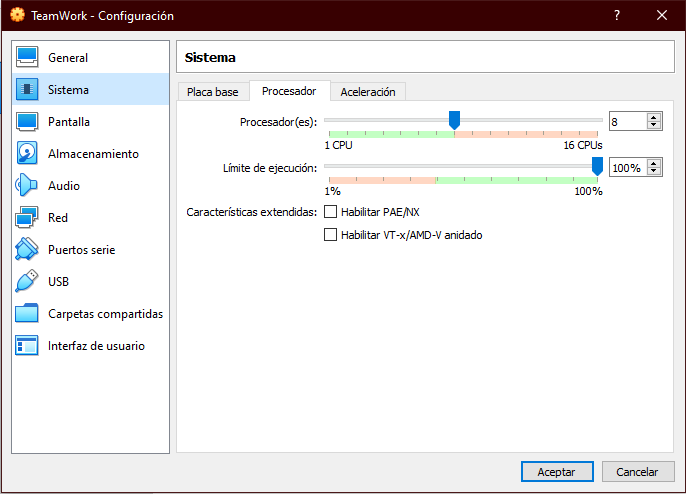 TeamWork - Configuración
General
Sistema
Pantalla
Almacenamiento
Audio
Red
Puertos serie
USB
Carpetas compartidas
Interfaz de usuario
Sistema
Placa base Procesador Aceleración
Procesador(es): 8
1 CPU 16 CPUs
Límite de ejecución: 100%
1% 100%
Características extendidas: Habilitar PAE/NX
Habilitar VT-x/AMD-V anidado
Aceptar Cancelar